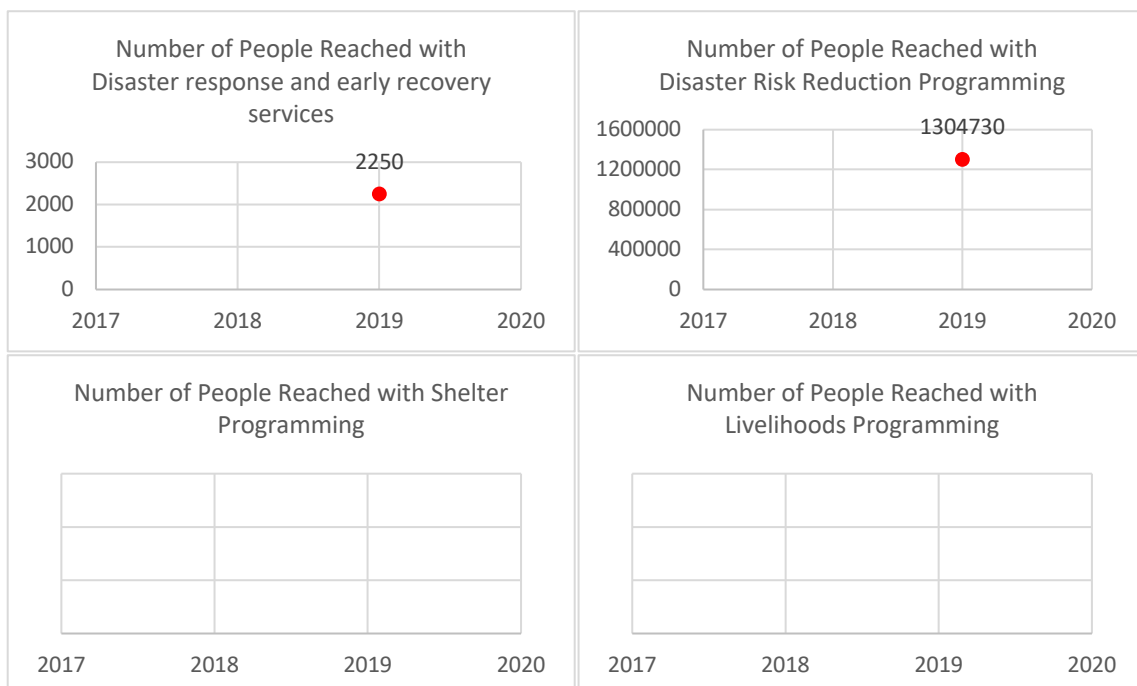 Number of People Reached with
Disaster response and early recovery
services
2250
3000
2000
1000
0
2017 2018 2019 2020
Number of People Reached with
Disaster Risk Reduction Programming
1304730
1600000
1200000
800000
400000
0
2017 2018 2019 2020
Number of People Reached with Shelter
Programming
2017 2018 2019 2020
Number of People Reached with
Livelihoods Programming
2017 2018 2019 2020